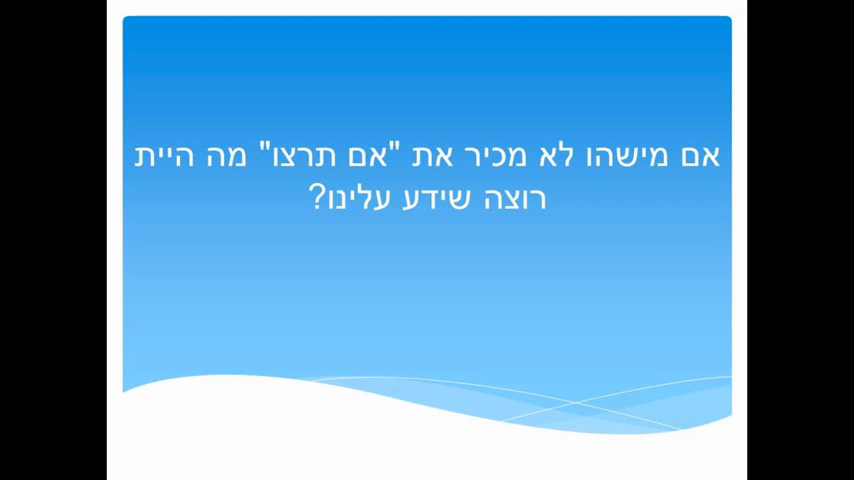 אם מישהו לא מכיר את "אם תרצו" מה היית
רוצה שידע עלינו?